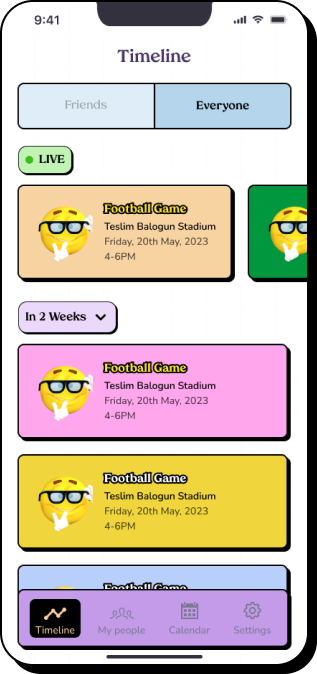 9:41
Timeline
Friends
Everyone
LIVE
Football Game
Teslim Balogun Stadium
Friday, 20th May, 2023
4-6PM
In 2 Weeks
Football Game
Teslim Balogun Stadium
Friday, 20th May, 2023
4-6PM
Football Game
Teslim Balogun Stadium
Friday, 20th May, 2023
4-6PM
Football Game
Timeline
My people
Calendar
Settings